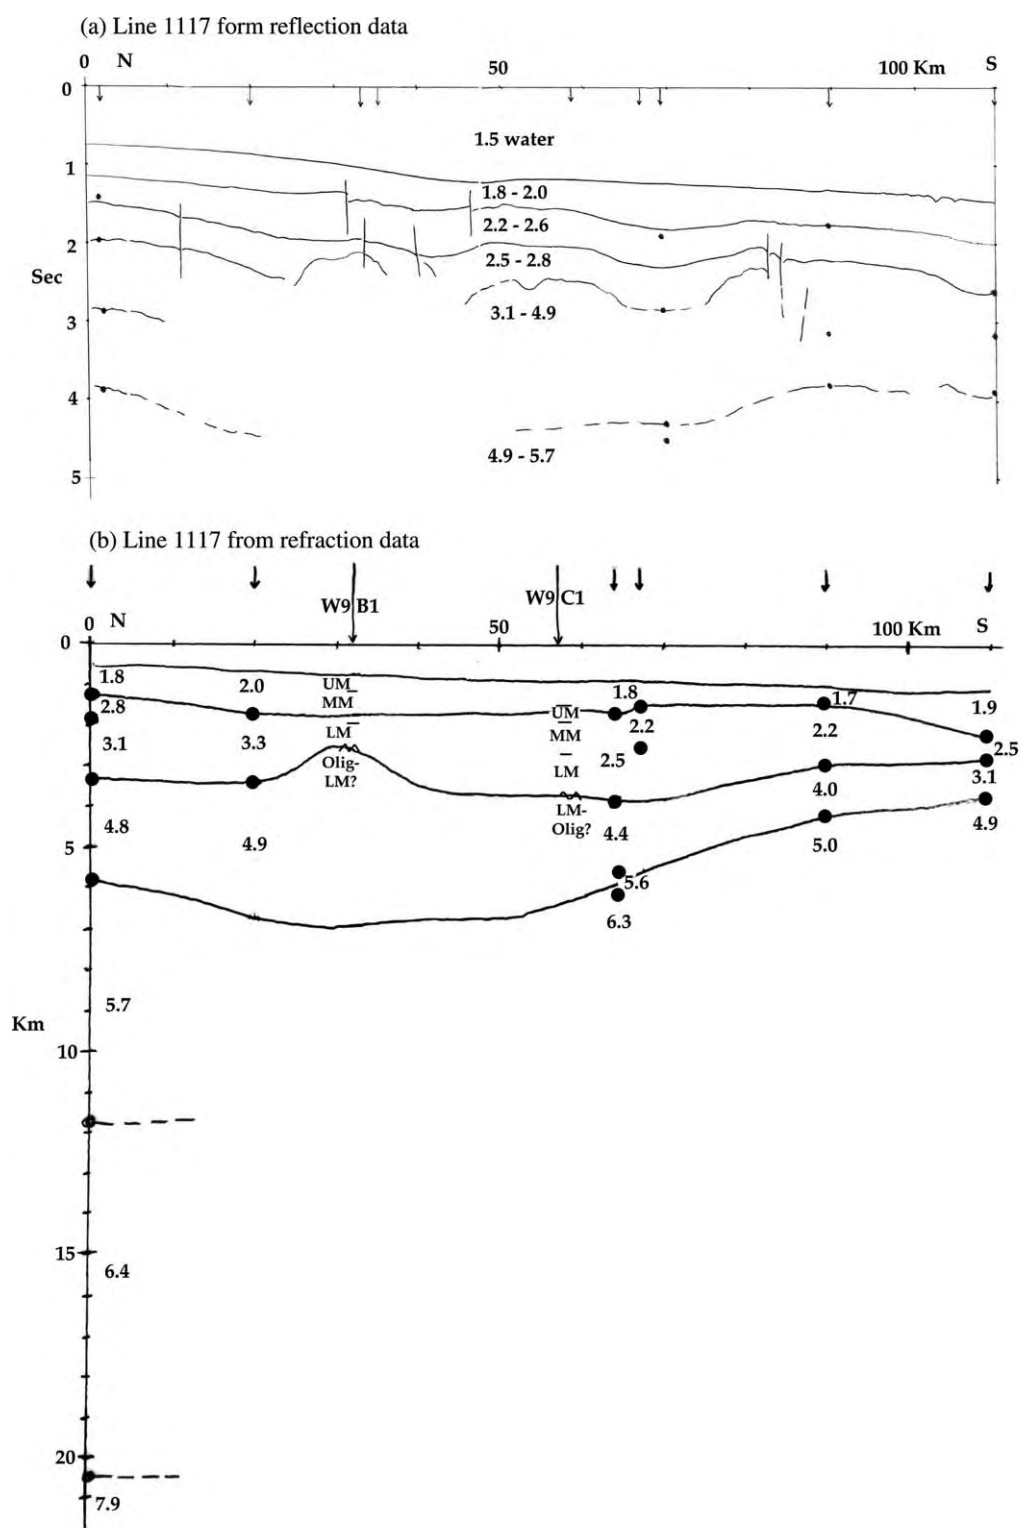 (a) Line 1117 form reflection data
0 N 50 100 Km S
0
1.5 water
1
1.8 - 2.0
2.2 - 2.6
2
2.5 - 2.8
Sec
3.1 - 4.9
3
4
4.9 - 5.7
5
(b) Line 1117 from refraction data
W9 B1 W9 C1
0 N 50 100 Km S
0
1.8 2.0 UM 1.8 1.7
2.8 MM UM 2.2 2.2 1.9
3.1 3.3 LM MM 2.5 2.5
Olig- LM 4.0 3.1
LM? LM-
4.8 4.9 Olig? 4.4 5.0 4.9
5
5.6
6.3
5.7
Km
10
15
6.4
20
7.9